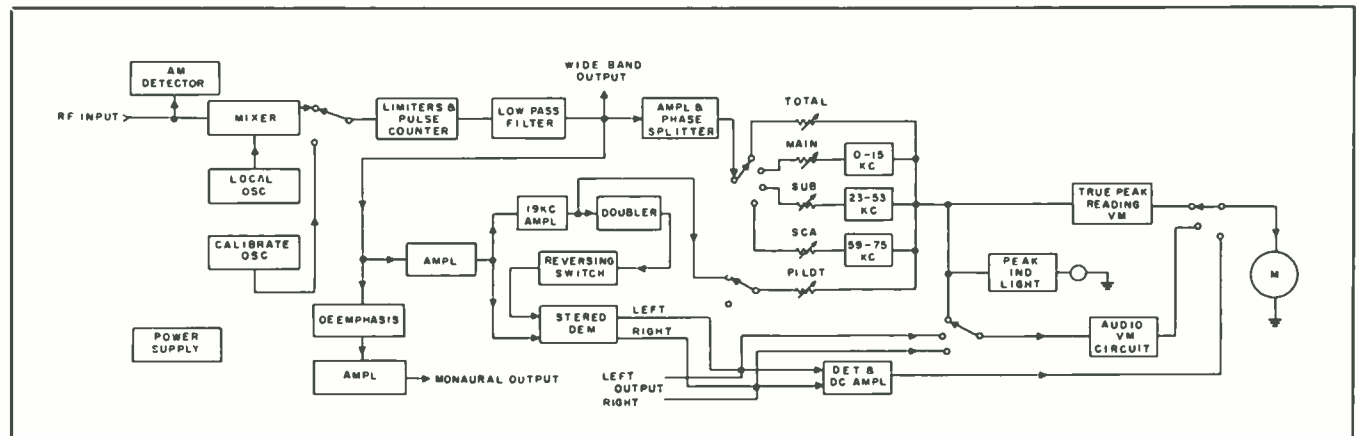 AM
DETECTOR
RF INPUT
MIXER
LOCAL
OSC
CALIBRATE
OSC
LIMITERS &
PULSE
COUNTER
LOW PASS
FILTER
WIDE BAND
OUTPUT
AMPL &
PHASE
SPLITTER
TOTAL
MAIN
0-15
KC
SUB
23-53
KC
SCA
59-75
KC
PILOT
19KC
AMPL
DOUBLER
REVERSING
SWITCH
AMPL
STEREO
DEM
LEFT
RIGHT
DEEMPHASIS
AMPL
MONAURAL OUTPUT
POWER
SUPPLY
LEFT
OUTPUT
RIGHT
DET &
DC AMPL
TRUE PEAK
READING
VM
PEAK
IND
LIGHT
AUDIO
VM
CIRCUIT
M